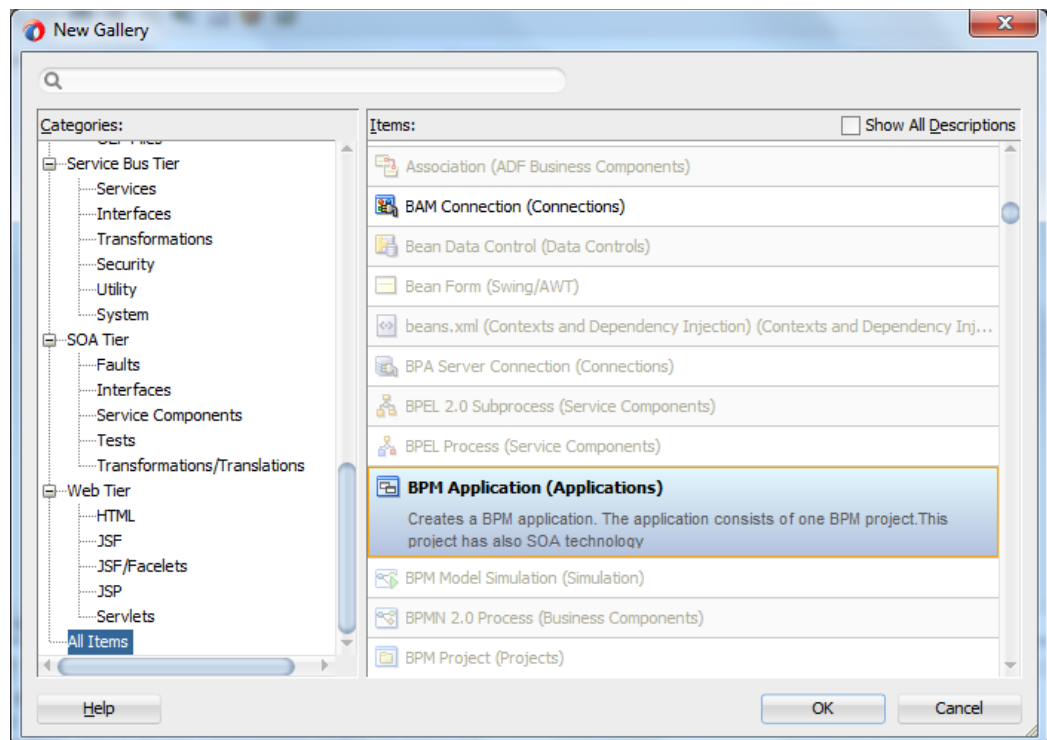 New Gallery
Categories:
Service Bus Tier
Services
Interfaces
Transformations
Security
Utility
System
SOA Tier
Faults
Interfaces
Service Components
Tests
Transformations/Translations
Web Tier
HTML
JSF
JSF/Facelets
JSP
Servlets
All Items
Items:
Show All Descriptions
Association (ADF Business Components)
BAM Connection (Connections)
Bean Data Control (Data Controls)
Bean Form (Swing/AWT)
beans.xml (Contexts and Dependency Injection) (Contexts and Dependency Inj...
BPA Server Connection (Connections)
BPEL 2.0 Subprocess (Service Components)
BPEL Process (Service Components)
BPM Application (Applications)
Creates a BPM application. The application consists of one BPM project.This
project has also SOA technology
BPM Model Simulation (Simulation)
BPMN 2.0 Process (Business Components)
BPM Project (Projects)
Help
OK
Cancel